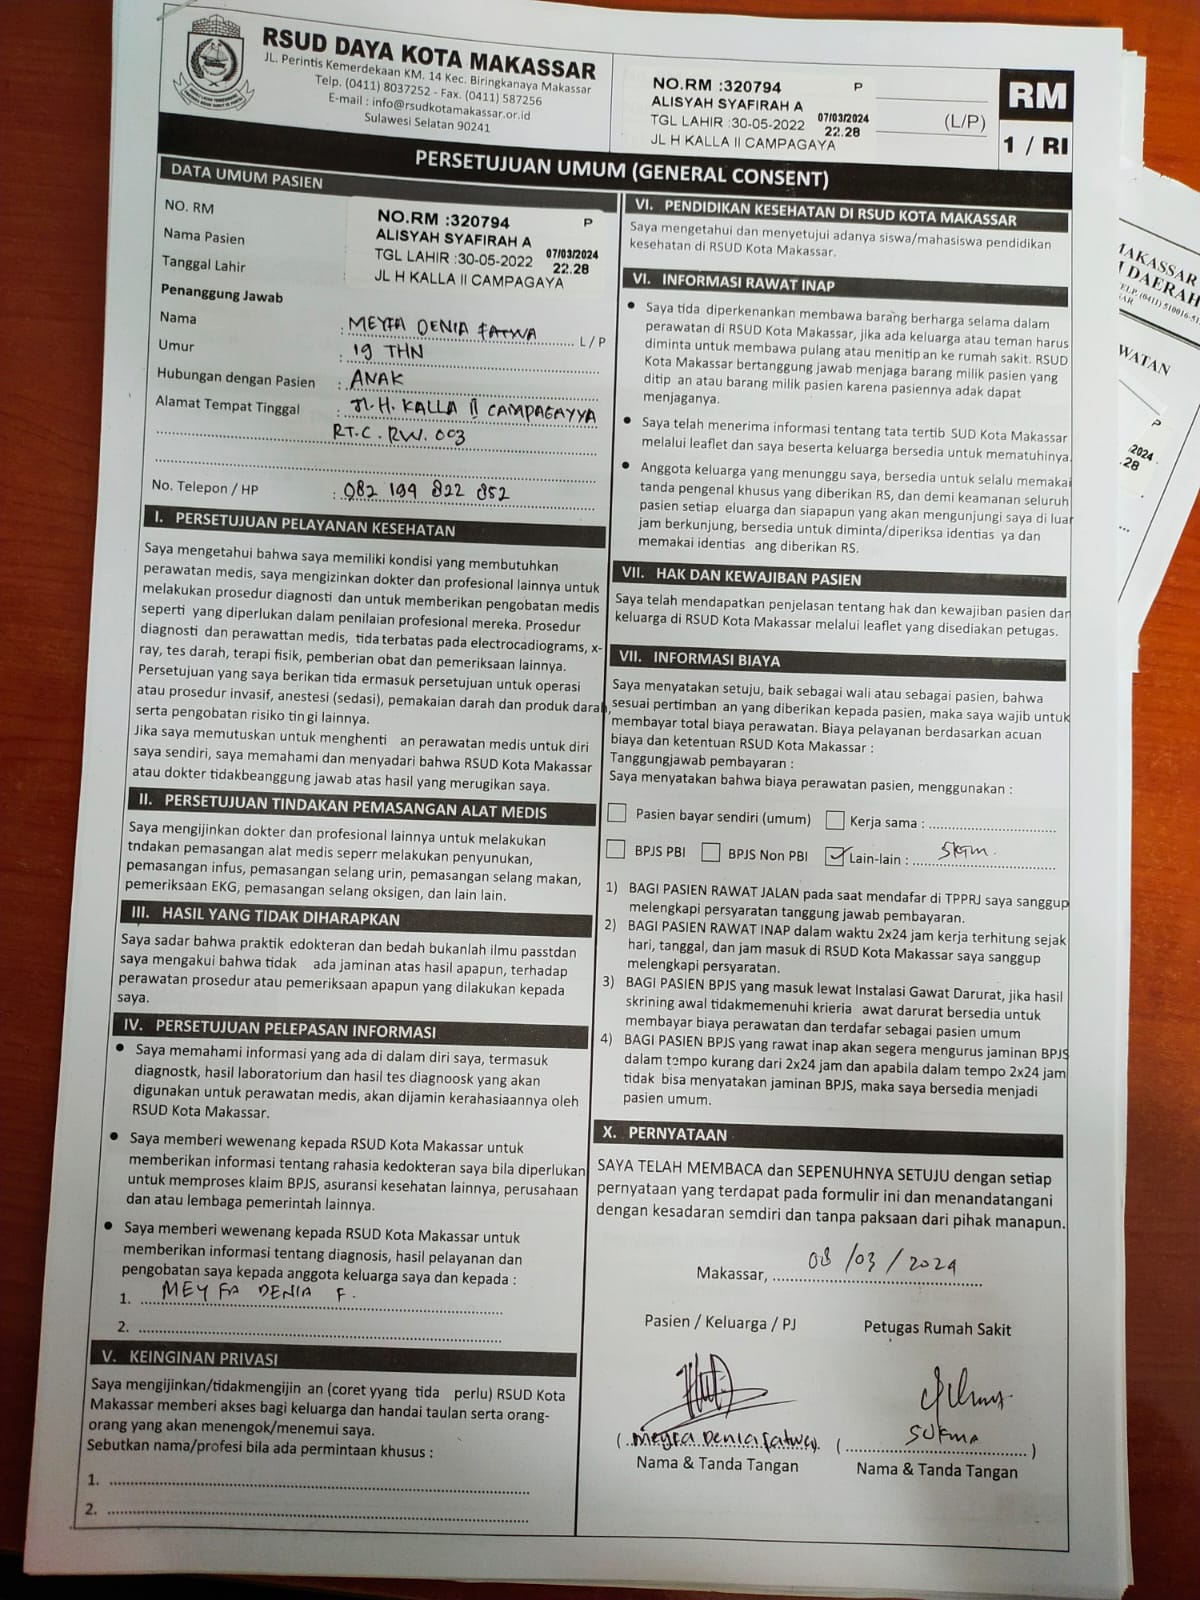 RSUD DAYA KOTA MAKASSAR
JL. Perintis Kemerdekaan KM. 14 Kec. Biringkanaya Makassar
Telp. (0411) 8037252 - Fax. (0411) 587256
E-mail : info@rsudkotamakassar.or.id
Sulawesi Selatan 90241
NO.RM :320794 P
ALISYAH SYAFIRAH A
TGL LAHIR :30-05-2022 07/03/2024 22.28
JL H KALLA II CAMPAGAYA
(L/P)
RM
1 / RI
PERSETUJUAN UMUM (GENERAL CONSENT)
DATA UMUM PASIEN
NO. RM
Nama Pasien
Tanggal Lahir
NO.RM :320794 P
ALISYAH SYAFIRAH A
TGL LAHIR :30-05-2022 07/03/2024 22.28
JL H KALLA II CAMPAGAYA
Penanggung Jawab
Nama : MEYFA DENIA FATWA L / P
Umur : 19 THN
Hubungan dengan Pasien : ANAK
Alamat Tempat Tinggal : Jl. H. KALLA II CAMPAGAYYA
RT.C. RW. 003
No. Telepon / HP : 082 199 822 852
I. PERSETUJUAN PELAYANAN KESEHATAN
Saya mengetahui bahwa saya memiliki kondisi yang membutuhkan
perawatan medis, saya mengizinkan dokter dan profesional lainnya untuk
melakukan prosedur diagnosti dan untuk memberikan pengobatan medis
seperti yang diperlukan dalam penilaian profesional mereka. Prosedur
diagnosti dan perawattan medis, tida terbatas pada electrocadiograms, x-
ray, tes darah, terapi fisik, pemberian obat dan pemeriksaan lainnya.
Persetujuan yang saya berikan tida ermasuk persetujuan untuk operasi
atau prosedur invasif, anestesi (sedasi), pemakaian darah dan produk darah,
serta pengobatan risiko tin gi lainnya.
Jika saya memutuskan untuk menghenti an perawatan medis untuk diri
saya sendiri, saya memahami dan menyadari bahwa RSUD Kota Makassar
atau dokter tidakbeanggung jawab atas hasil yang merugikan saya.
II. PERSETUJUAN TINDAKAN PEMASANGAN ALAT MEDIS
Saya mengijinkan dokter dan profesional lainnya untuk melakukan
tndakan pemasangan alat medis seperr melakukan penyunukan,
pemasangan infus, pemasangan selang urin, pemasangan selang makan,
pemeriksaan EKG, pemasangan selang oksigen, dan lain lain.
III. HASIL YANG TIDAK DIHARAPKAN
Saya sadar bahwa praktik edokteran dan bedah bukanlah ilmu passtdan
saya mengakui bahwa tidak ada jaminan atas hasil apapun, terhadap
perawatan prosedur atau pemeriksaan apapun yang dilakukan kepada
saya.
IV. PERSETUJUAN PELEPASAN INFORMASI
• Saya memahami informasi yang ada di dalam diri saya, termasuk
diagnostk, hasil laboratorium dan hasil tes diagnoosk yang akan
digunakan untuk perawatan medis, akan dijamin kerahasiaannya oleh
RSUD Kota Makassar.
• Saya memberi wewenang kepada RSUD Kota Makassar untuk
memberikan informasi tentang rahasia kedokteran saya bila diperlukan
untuk memproses klaim BPJS, asuransi kesehatan lainnya, perusahaan
dan atau lembaga pemerintah lainnya.
• Saya memberi wewenang kepada RSUD Kota Makassar untuk
memberikan informasi tentang diagnosis, hasil pelayanan dan
pengobatan saya kepada anggota keluarga saya dan kepada :
1. MEYFA DENIA F.
2.
V. KEINGINAN PRIVASI
Saya mengijinkan/tidakmengijin an (coret yyang tida perlu) RSUD Kota
Makassar memberi akses bagi keluarga dan handai taulan serta orang-
orang yang akan menengok/menemui saya.
Sebutkan nama/profesi bila ada permintaan khusus :
1.
2.
VI. PENDIDIKAN KESEHATAN DI RSUD KOTA MAKASSAR
Saya mengetahui dan menyetujui adanya siswa/mahasiswa pendidikan
kesehatan di RSUD Kota Makassar.
VI. INFORMASI RAWAT INAP
• Saya tida diperkenankan membawa barang berharga selama dalam
perawatan di RSUD Kota Makassar, jika ada keluarga atau teman harus
diminta untuk membawa pulang atau menitip an ke rumah sakit. RSUD
Kota Makassar bertanggung jawab menjaga barang milik pasien yang
ditip an atau barang milik pasien karena pasiennya adak dapat
menjaganya.
• Saya telah menerima informasi tentang tata tertib SUD Kota Makassar
melalui leaflet dan saya beserta keluarga bersedia untuk mematuhinya.
• Anggota keluarga yang menunggu saya, bersedia untuk selalu memakai
tanda pengenal khusus yang diberikan RS, dan demi keamanan seluruh
pasien setiap eluarga dan siapapun yang akan mengunjungi saya di luar
jam berkunjung, bersedia untuk diminta/diperiksa identias ya dan
memakai identias ang diberikan RS.
VII. HAK DAN KEWAJIBAN PASIEN
Saya telah mendapatkan penjelasan tentang hak dan kewajiban pasien dan
keluarga di RSUD Kota Makassar melalui leaflet yang disediakan petugas.
VII. INFORMASI BIAYA
Saya menyatakan setuju, baik sebagai wali atau sebagai pasien, bahwa
sesuai pertimban an yang diberikan kepada pasien, maka saya wajib untuk
membayar total biaya perawatan. Biaya pelayanan berdasarkan acuan
biaya dan ketentuan RSUD Kota Makassar :
Tanggungjawab pembayaran :
Saya menyatakan bahwa biaya perawatan pasien, menggunakan :
Pasien bayar sendiri (umum) Kerja sama :
BPJS PBI BPJS Non PBI Lain-lain :
1) BAGI PASIEN RAWAT JALAN pada saat mendafar di TPPRJ saya sanggup
melengkapi persyaratan tanggung jawab pembayaran.
2) BAGI PASIEN RAWAT INAP dalam waktu 2x24 jam kerja terhitung sejak
hari, tanggal, dan jam masuk di RSUD Kota Makassar saya sanggup
melengkapi persyaratan.
3) BAGI PASIEN BPJS yang masuk lewat Instalasi Gawat Darurat, jika hasil
skrining awal tidakmemenuhi krieria awat darurat bersedia untuk
membayar biaya perawatan dan terdafar sebagai pasien umum
4) BAGI PASIEN BPJS yang rawat inap akan segera mengurus jaminan BPJS
dalam tempo kurang dari 2x24 jam dan apabila dalam tempo 2x24 jam
tidak bisa menyatakan jaminan BPJS, maka saya bersedia menjadi
pasien umum.
X. PERNYATAAN
SAYA TELAH MEMBACA dan SEPENUHNYA SETUJU dengan setiap
pernyataan yang terdapat pada formulir ini dan menandatangani
dengan kesadaran semdiri dan tanpa paksaan dari pihak manapun.
Makassar, 08 / 03 / 2024
Pasien / Keluarga / PJ Petugas Rumah Sakit
(Meyfa Denia fatwa) (SUKMA)
Nama & Tanda Tangan Nama & Tanda Tangan
MAKASSAR
DAERAH
TELP. (0411) 510016-51
WATAN
P
2024
.28